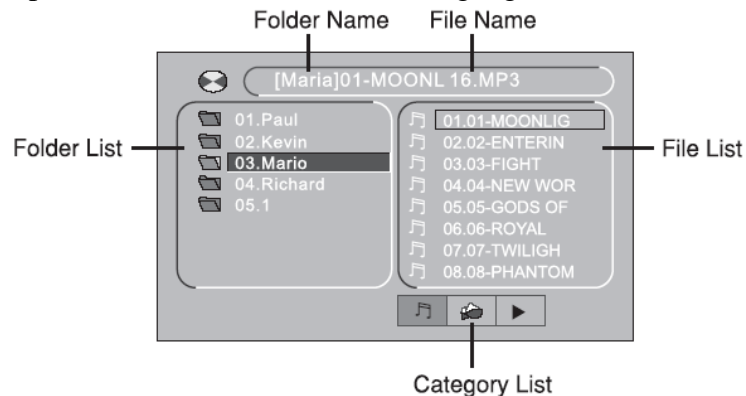 Folder Name
File Name
[Maria]01-MOONL 16.MP3
Folder List
01.Paul
02.Kevin
03.Mario
04.Richard
05.1
01.01-MOONLIG
02.02-ENTERIN
03.03-FIGHT
04.04-NEW WOR
05.05-GODS OF
06.06-ROYAL
07.07-TWILIGH
08.08-PHANTOM
File List
Category List